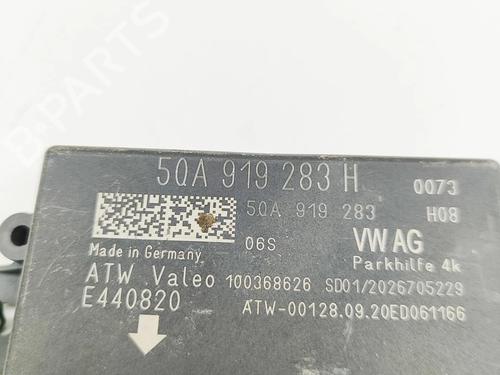 5QA 919 283 H 0073
5QA 919 283 H08
06S VW AG
Made in Germany Parkhilfe 4k
ATW Valeo 100368626 SD01/2026705229
E440820 ATW-00128.09.20ED061166
B-PARTS